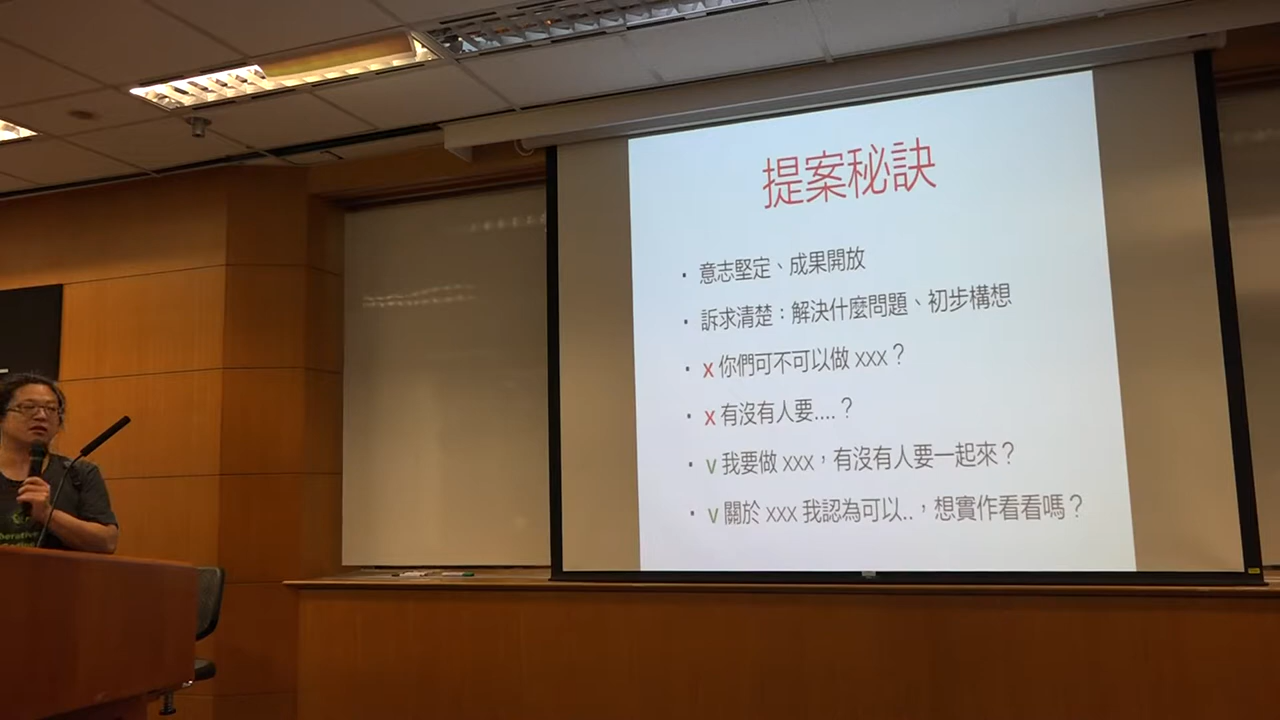 提案秘訣
• 意志堅定、成果開放
• 訴求清楚：解決什麼問題、初步構想
• x 你們可不可以做 xxx？
• x 有沒有人要....？
• v 我要做 xxx，有沒有人要一起來？
• v 關於 xxx 我認為可以..，想實作看看嗎？